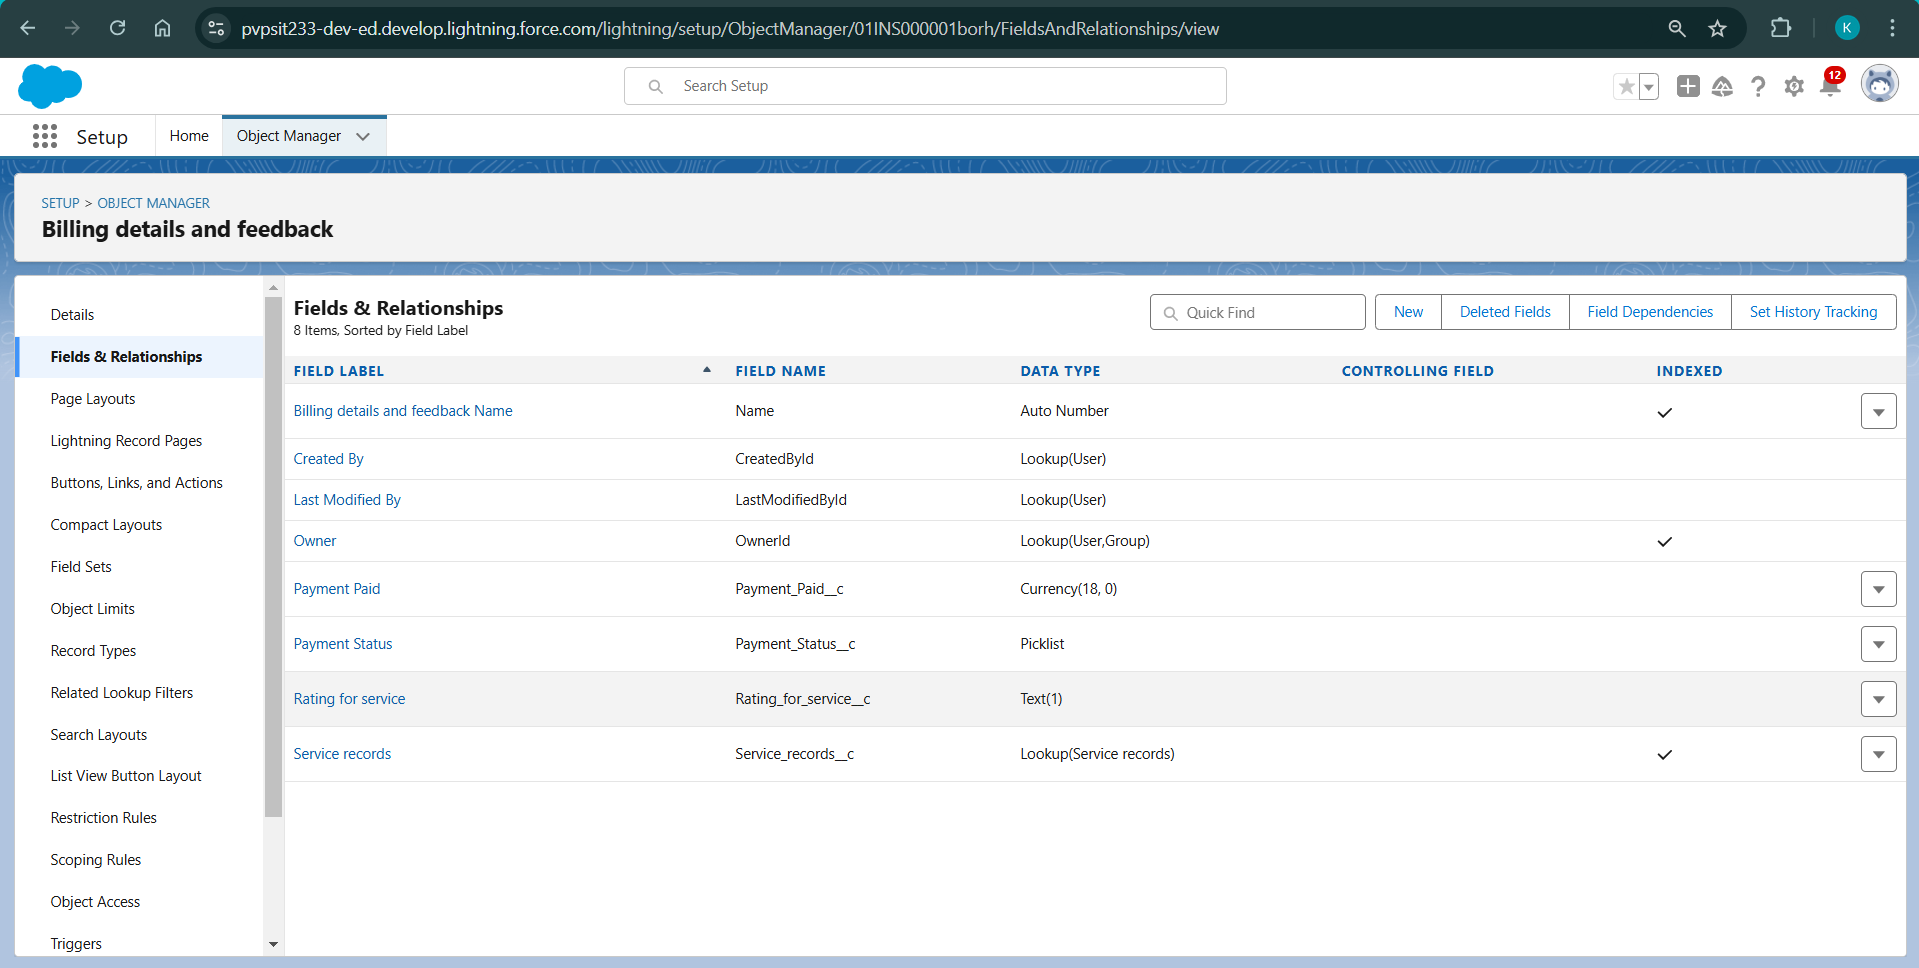 pvpsit233-dev-ed.develop.lightning.force.com/lightning/setup/ObjectManager/01INS000001borh/FieldsAndRelationships/view
K
Search Setup
12
Setup
Home
Object Manager
SETUP > OBJECT MANAGER
Billing details and feedback
Details
Fields & Relationships
Page Layouts
Lightning Record Pages
Buttons, Links, and Actions
Compact Layouts
Field Sets
Object Limits
Record Types
Related Lookup Filters
Search Layouts
List View Button Layout
Restriction Rules
Scoping Rules
Object Access
Triggers
Fields & Relationships
8 Items, Sorted by Field Label
Quick Find
New
Deleted Fields
Field Dependencies
Set History Tracking
FIELD LABEL FIELD NAME DATA TYPE CONTROLLING FIELD INDEXED
Billing details and feedback Name Name Auto Number
Created By CreatedById Lookup(User)
Last Modified By LastModifiedById Lookup(User)
Owner OwnerId Lookup(User,Group)
Payment Paid Payment_Paid__c Currency(18, 0)
Payment Status Payment_Status__c Picklist
Rating for service Rating_for_service__c Text(1)
Service records Service_records__c Lookup(Service records)